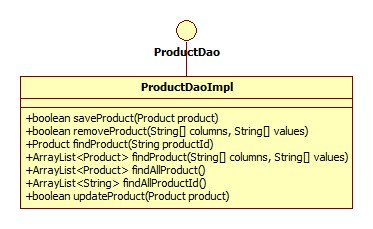 ProductDao
ProductDaoImpl
+boolean saveProduct(Product product)
+boolean removeProduct(String[] columns, String[] values)
+Product findProduct(String productId)
+ArrayList<Product> findProduct(String[] columns, String[] values)
+ArrayList<Product> findAllProduct()
+ArrayList<String> findAllProductId()
+boolean updateProduct(Product product)